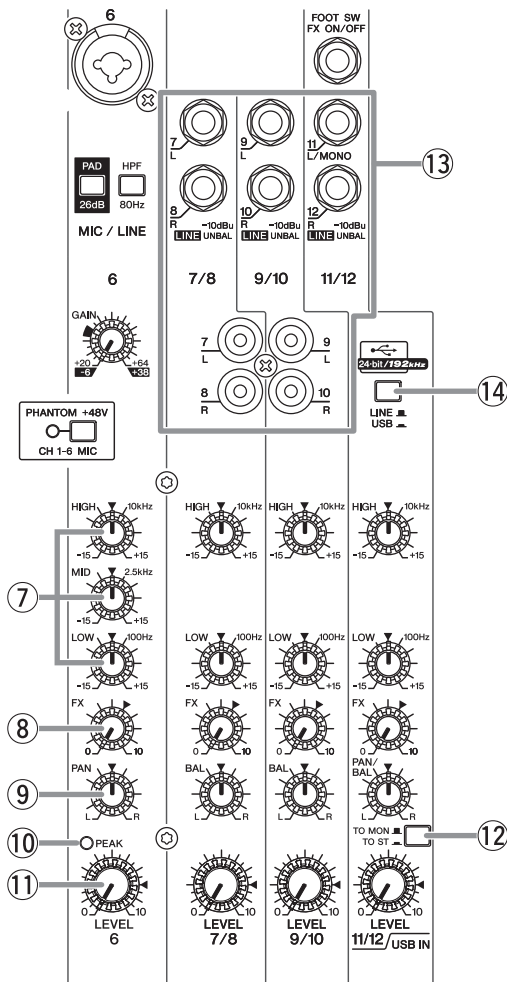 6
FOOT SW
FX ON/OFF
7
L
9
L
11
L/MONO
⑬
PAD
26dB
HPF
80Hz
8
R
LINE UNBAL
10
R -10dBu
LINE UNBAL
12
R -10dBu
LINE UNBAL
-10dBu
MIC / LINE
6
7/8
9/10
11/12
GAIN
+20 +64
-6 +38
7
L
9
L
8
R
10
R
24-bit/192kHz
LINE
USB
⑭
PHANTOM +48V
CH 1-6 MIC
HIGH 10kHz
-15 +15
HIGH 10kHz
-15 +15
HIGH 10kHz
-15 +15
HIGH 10kHz
-15 +15
⑦
MID 2.5kHz
-15 +15
LOW 100Hz
-15 +15
LOW 100Hz
-15 +15
LOW 100Hz
-15 +15
LOW 100Hz
-15 +15
⑧
FX
0 10
FX
0 10
FX
0 10
FX
0 10
⑨
PAN
L R
BAL
L R
BAL
L R
PAN/
BAL
L R
⑩
PEAK
TO MON
TO ST
⑫
⑪
0 10
LEVEL
6
0 10
LEVEL
7/8
0 10
LEVEL
9/10
0 10
LEVEL
11/12/USB IN